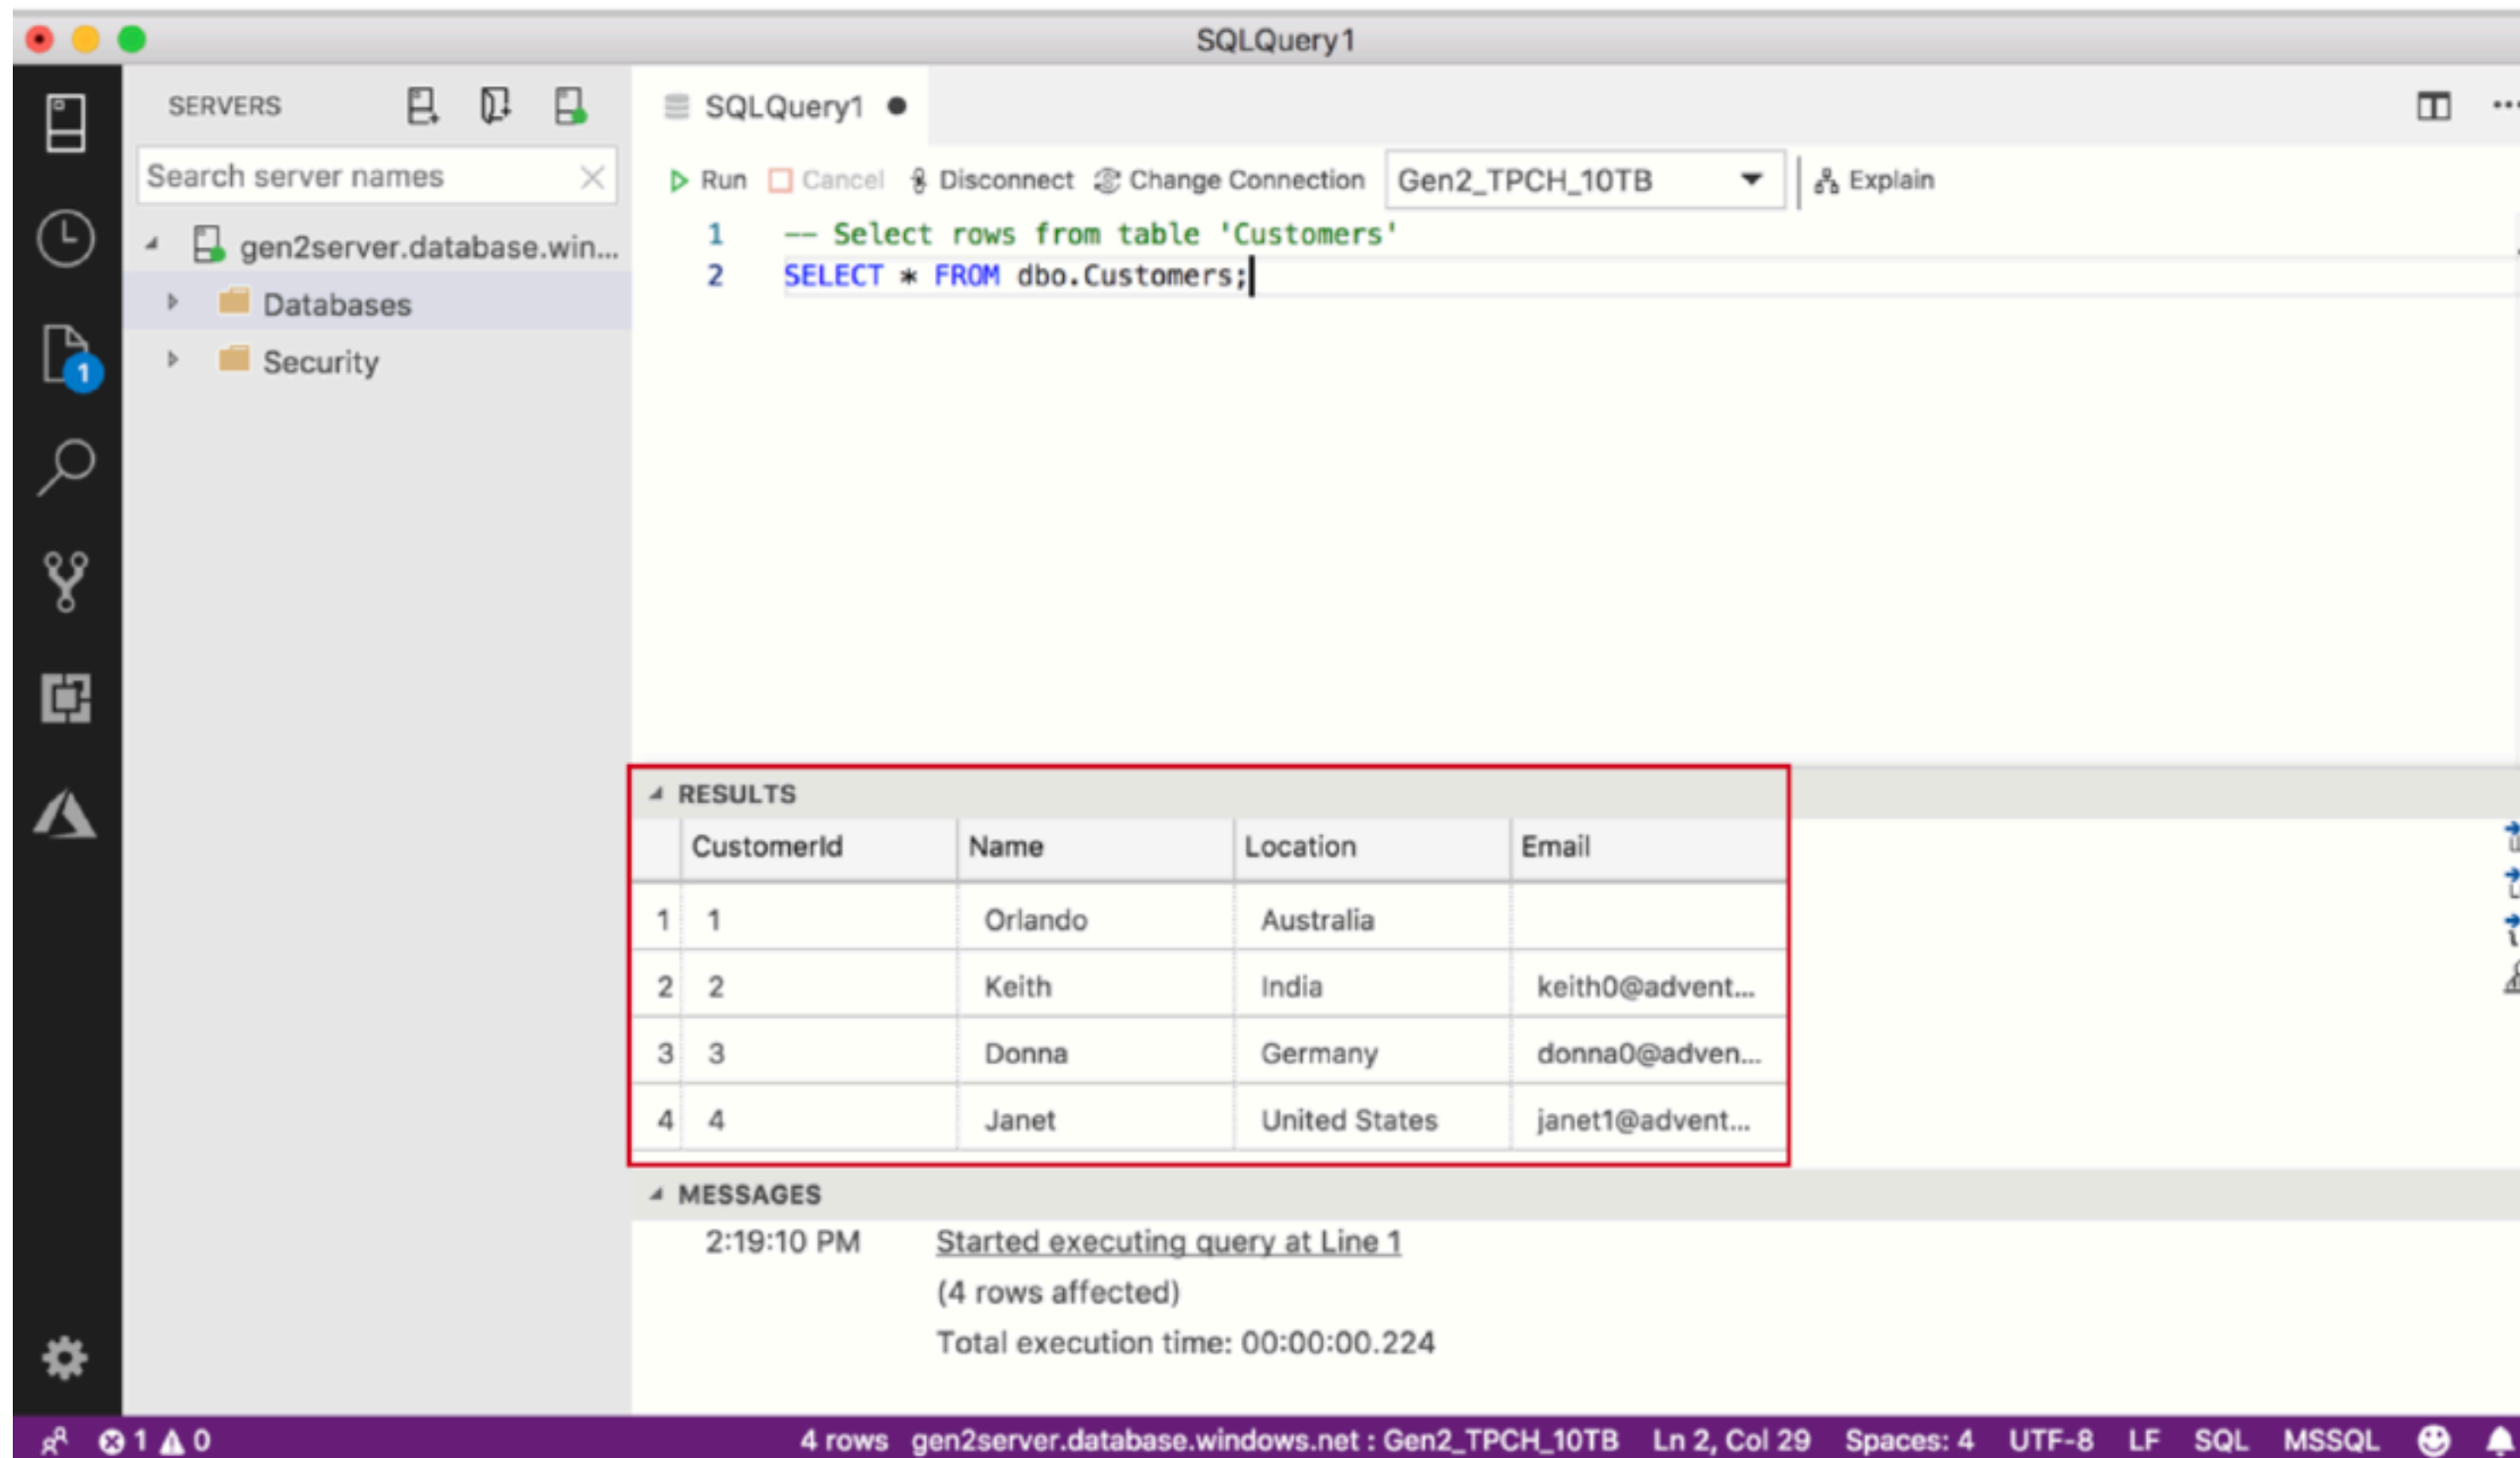 SQLQuery1
SERVERS
SQLQuery1
Search server names
Run Cancel Disconnect Change Connection Gen2_TPCH_10TB Explain
gen2server.database.win...
Databases
Security
1
1 -- Select rows from table 'Customers'
2 SELECT * FROM dbo.Customers;
RESULTS
CustomerId Name Location Email
1 1 Orlando Australia
2 2 Keith India keith0@advent...
3 3 Donna Germany donna0@adven...
4 4 Janet United States janet1@advent...
MESSAGES
2:19:10 PM Started executing query at Line 1
(4 rows affected)
Total execution time: 00:00:00.224
1 0 4 rows gen2server.database.windows.net : Gen2_TPCH_10TB Ln 2, Col 29 Spaces: 4 UTF-8 LF SQL MSSQL